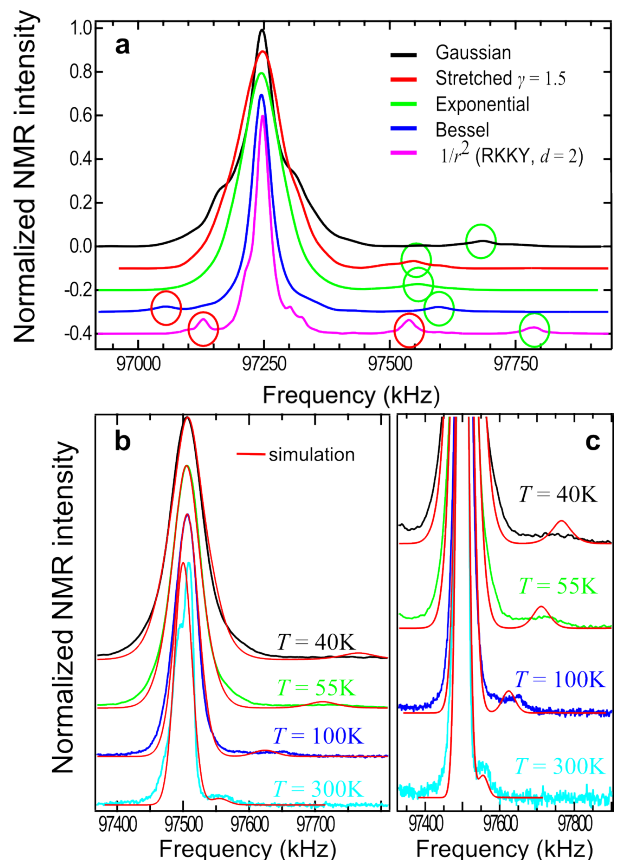 a
Normalized NMR intensity
1.0
0.8
0.6
0.4
0.2
0.0
-0.2
-0.4
Gaussian
Stretched γ = 1.5
Exponential
Bessel
1/r² (RKKY, d = 2)
97000 97250 97500 97750
Frequency (kHz)
b
Normalized NMR intensity
simulation
T = 40K
T = 55K
T = 100K
T = 300K
97400 97500 97600 97700
Frequency (kHz)
c
T = 40K
T = 55K
T = 100K
T = 300K
97400 97600 97800
Frequency (kHz)